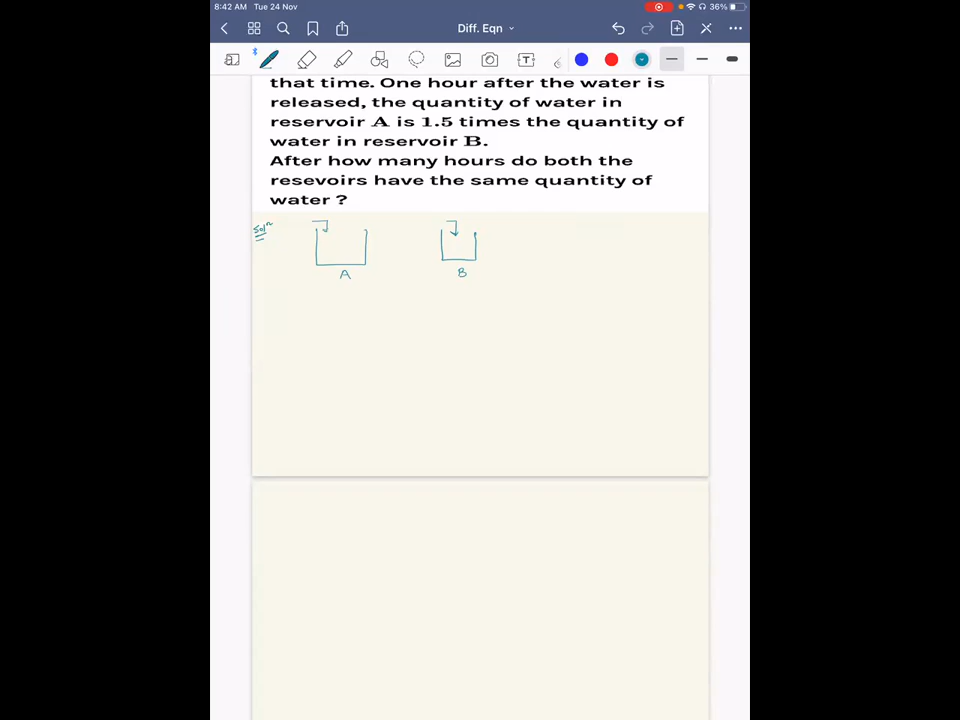 8:42 AM Tue 24 Nov 36%
Diff. Eqn
T
that time. One hour after the water is
released, the quantity of water in
reservoir A is 1.5 times the quantity of
water in reservoir B.
After how many hours do both the
resevoirs have the same quantity of
water ?
Solⁿ
A B